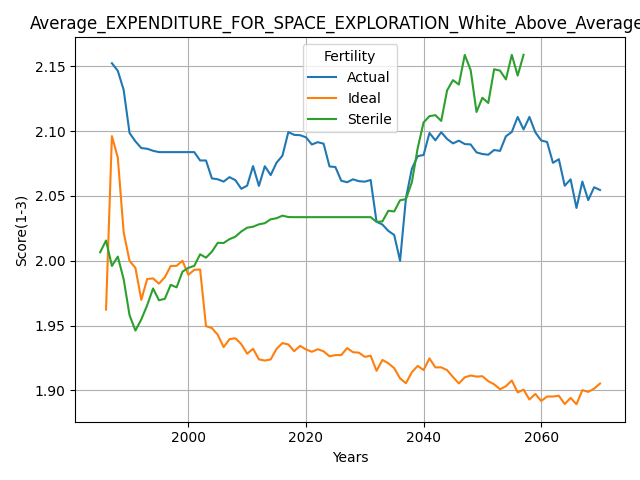 Average_EXPENDITURE_FOR_SPACE_EXPLORATION_White_Above_Average
Fertility
Actual
Ideal
Sterile
2.15
2.10
2.05
2.00
1.95
1.90
Score(1-3)
2000 2020 2040 2060
Years